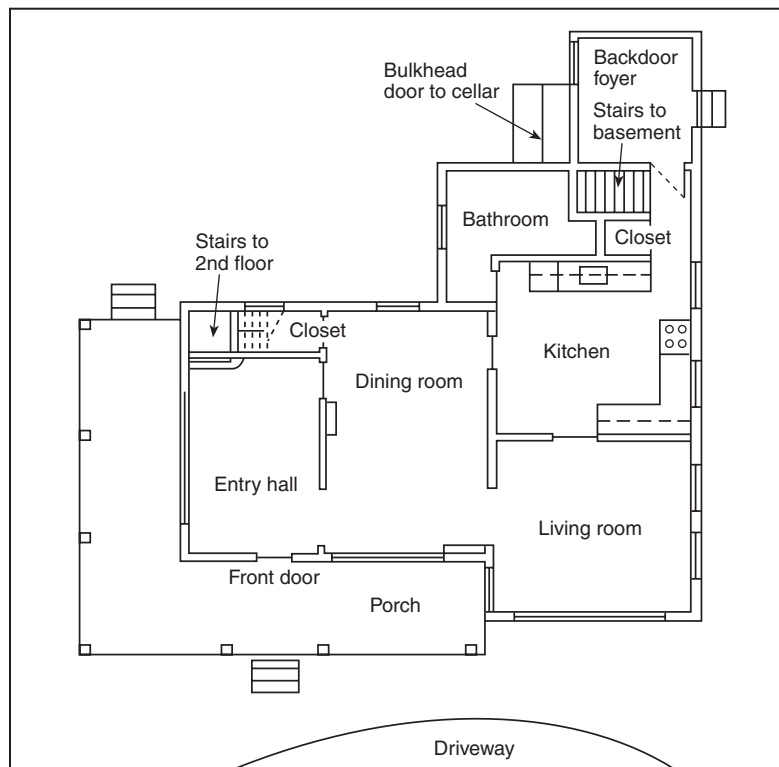 Backdoor
foyer
Bulkhead
door to cellar
Stairs to
basement
Bathroom
Closet
Stairs to
2nd floor
Closet
Kitchen
Dining room
Entry hall
Living room
Front door
Porch
Driveway